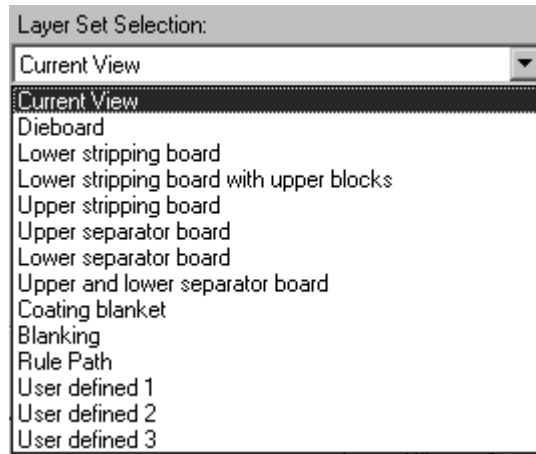 Layer Set Selection:
Current View
Current View
Dieboard
Lower stripping board
Lower stripping board with upper blocks
Upper stripping board
Upper separator board
Lower separator board
Upper and lower separator board
Coating blanket
Blanking
Rule Path
User defined 1
User defined 2
User defined 3